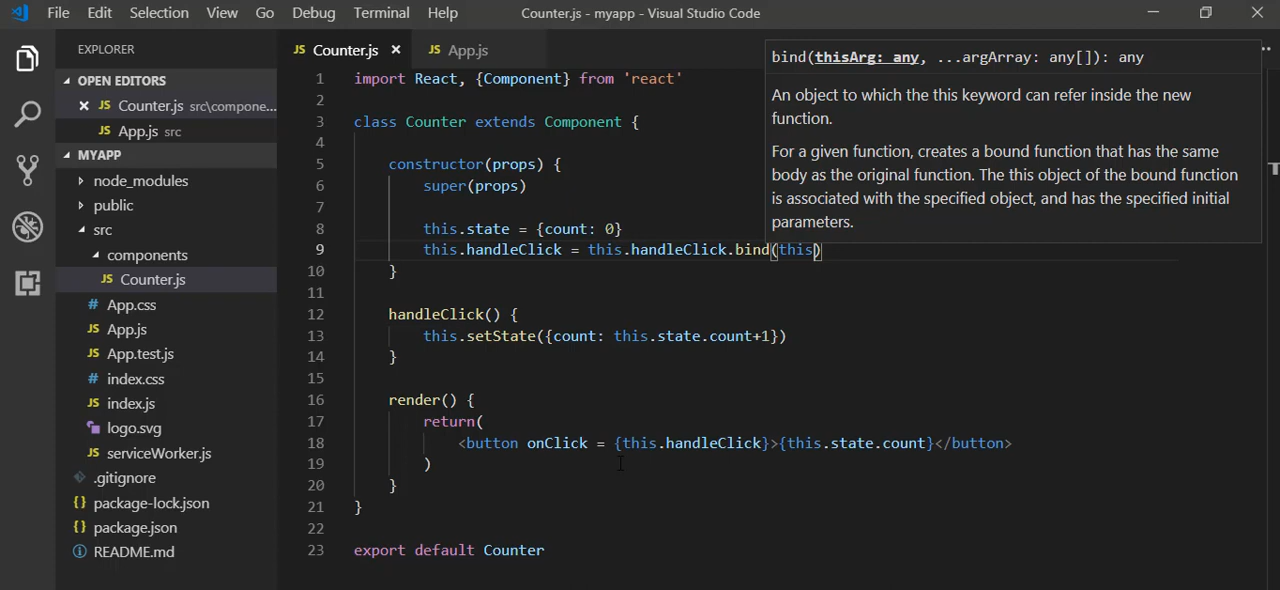 File Edit Selection View Go Debug Terminal Help Counter.js - myapp - Visual Studio Code
EXPLORER
OPEN EDITORS
JS Counter.js src\compone...
JS App.js src
MYAPP
node_modules
public
src
components
JS Counter.js
# App.css
JS App.js
JS App.test.js
# index.css
JS index.js
logo.svg
JS serviceWorker.js
.gitignore
{} package-lock.json
{} package.json
README.md
JS Counter.js × JS App.js
1 import React, {Component} from 'react'
2
3 class Counter extends Component {
4
5 constructor(props) {
6 super(props)
7
8 this.state = {count: 0}
9 this.handleClick = this.handleClick.bind(this)
10 }
11
12 handleClick() {
13 this.setState({count: this.state.count+1})
14 }
15
16 render() {
17 return(
18 <button onClick = {this.handleClick}>{this.state.count}</button>
19 )
20 }
21 }
22
23 export default Counter
bind(thisArg: any, ...argArray: any[]): any
An object to which the this keyword can refer inside the new
function.
For a given function, creates a bound function that has the same
body as the original function. The this object of the bound function
is associated with the specified object, and has the specified initial
parameters.